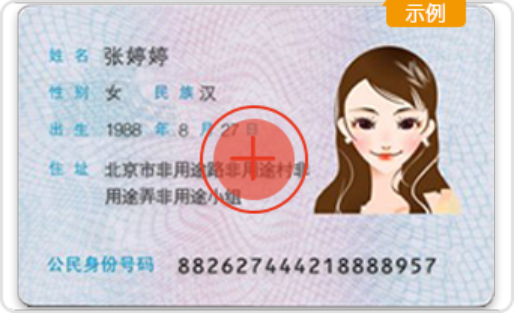 示例
姓 名 张婷婷
性 别 女 民 族 汉
出 生 1988 年 8 月 27 日
住 址 北京市非用途路非用途村非
用途弄非用途小组
公民身份号码 882627444218888957